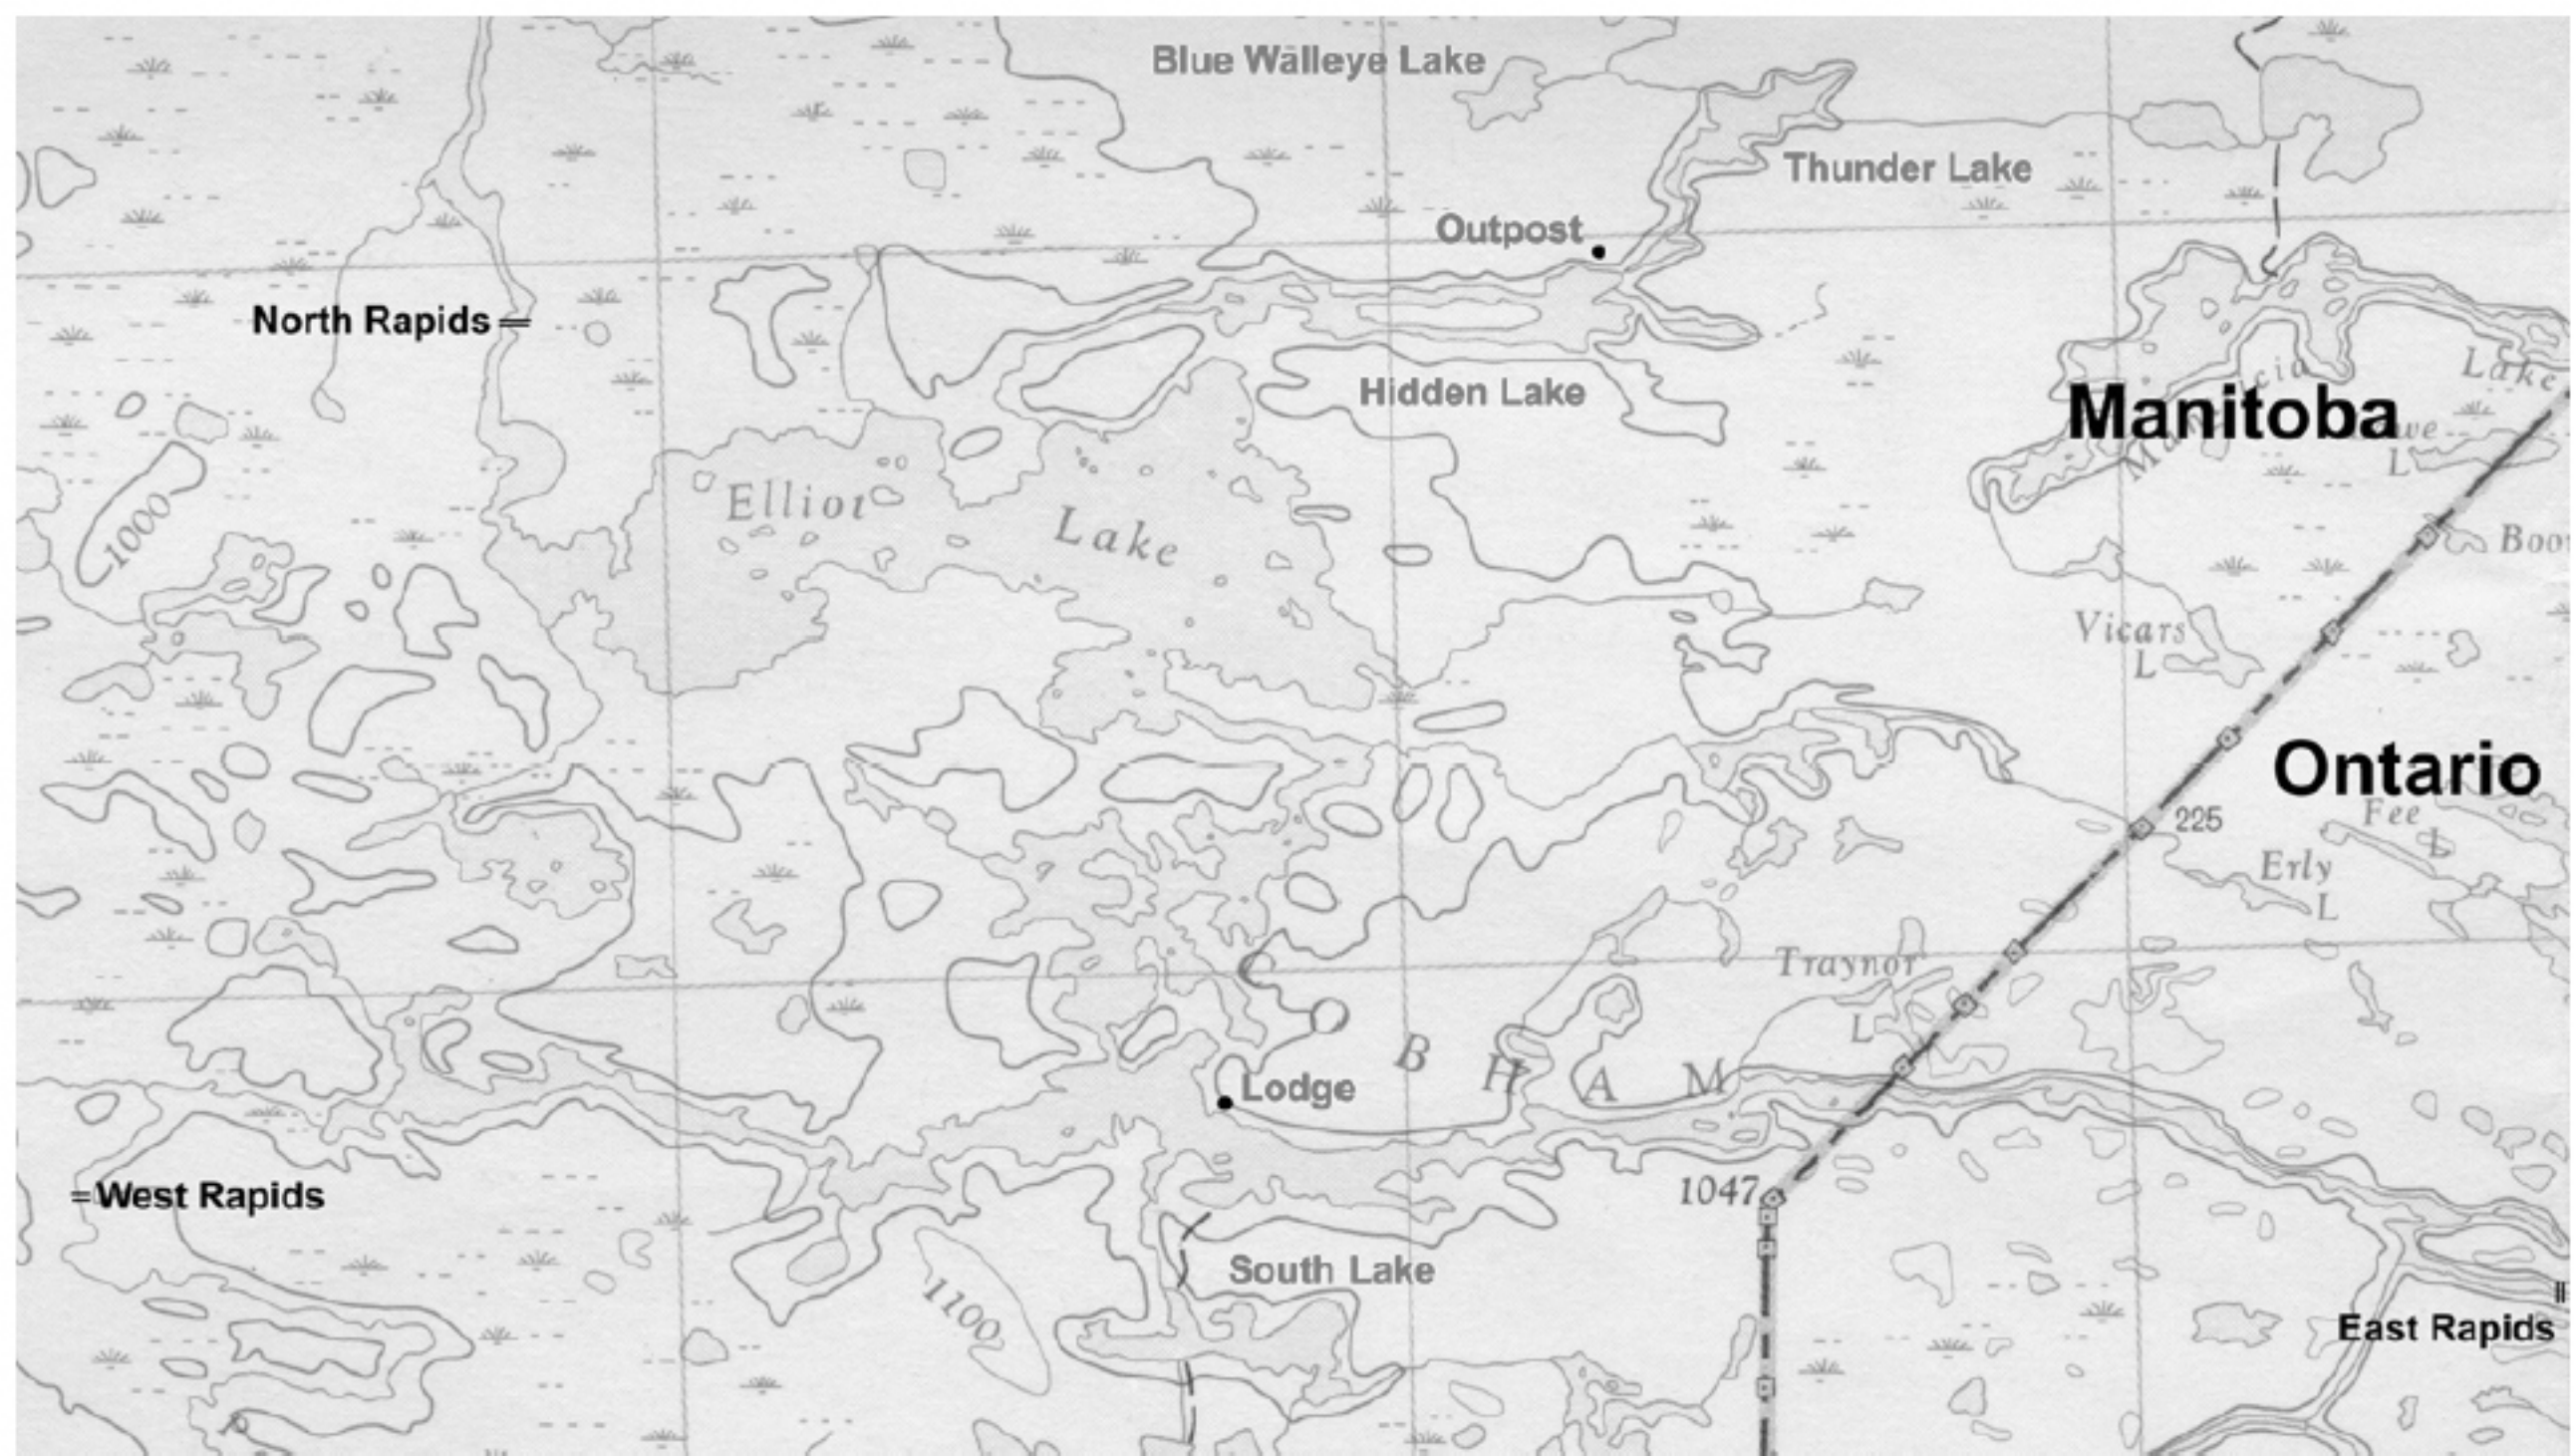 Blue Walleye Lake
Thunder Lake
Outpost
North Rapids
Hidden Lake
Lake
Manitoba
L
Elliot
Lake
1000
Vicars
L
Ontario
225
Fee
L
Erly
L
Traynor
L
B H A M
Lodge
1047
West Rapids
South Lake
1100
East Rapids